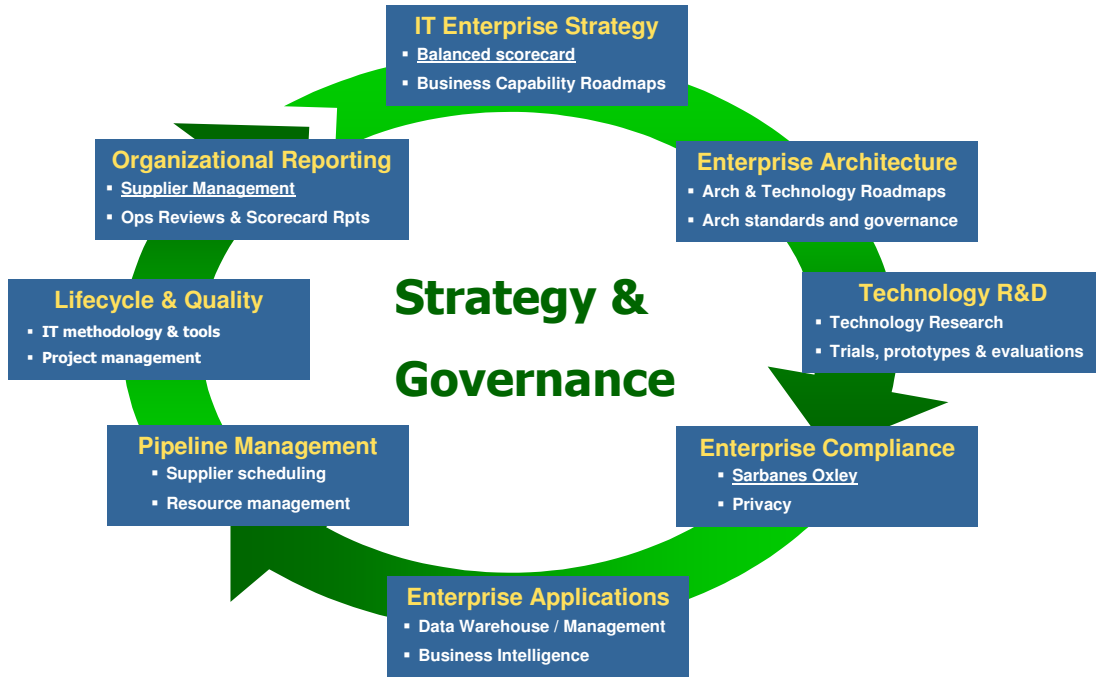 IT Enterprise Strategy
▪ Balanced scorecard
▪ Business Capability Roadmaps
Organizational Reporting
▪ Supplier Management
▪ Ops Reviews & Scorecard Rpts
Enterprise Architecture
▪ Arch & Technology Roadmaps
▪ Arch standards and governance
Lifecycle & Quality
▪ IT methodology & tools
▪ Project management
Strategy &
Governance
Technology R&D
▪ Technology Research
▪ Trials, prototypes & evaluations
Pipeline Management
▪ Supplier scheduling
▪ Resource management
Enterprise Compliance
▪ Sarbanes Oxley
▪ Privacy
Enterprise Applications
▪ Data Warehouse / Management
▪ Business Intelligence